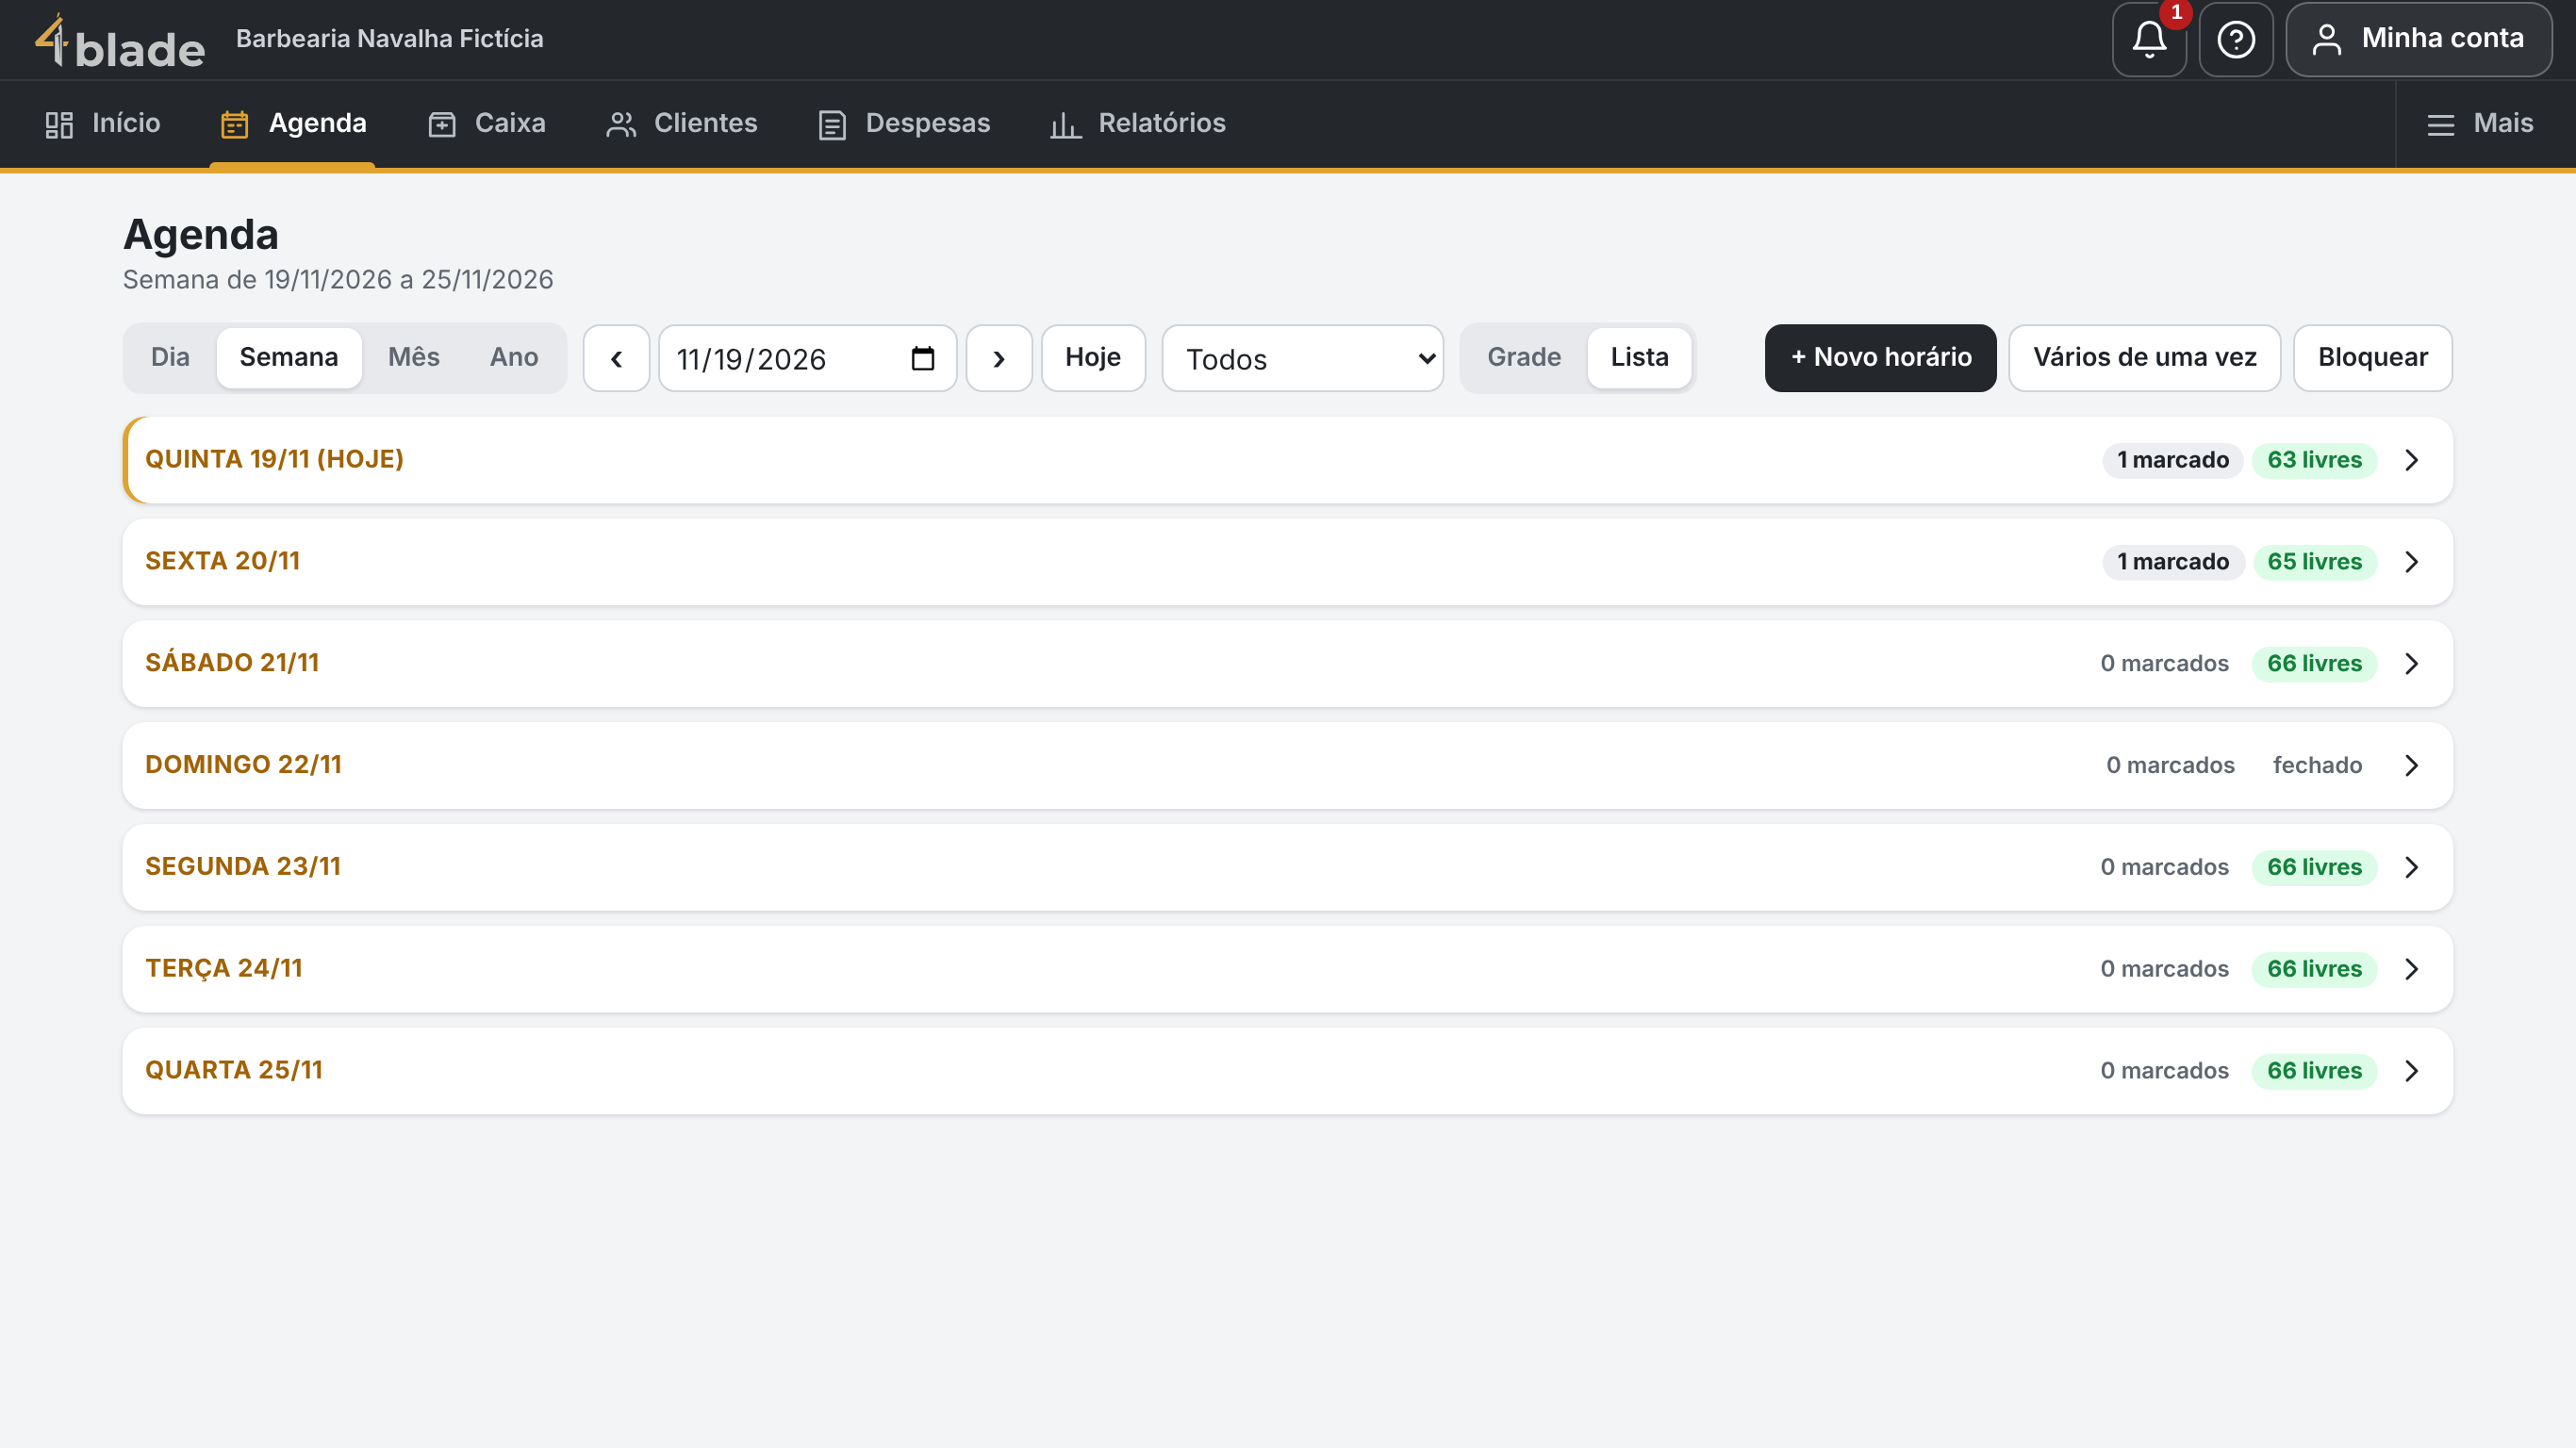 4blade Barbearia Navalha Fictícia 1 Minha conta
Início Agenda Caixa Clientes Despesas Relatórios Mais
Agenda
Semana de 19/11/2026 a 25/11/2026
Dia Semana Mês Ano ‹ 11/19/2026 › Hoje Todos Grade Lista + Novo horário Vários de uma vez Bloquear
QUINTA 19/11 (HOJE) 1 marcado 63 livres
SEXTA 20/11 1 marcado 65 livres
SÁBADO 21/11 0 marcados 66 livres
DOMINGO 22/11 0 marcados fechado
SEGUNDA 23/11 0 marcados 66 livres
TERÇA 24/11 0 marcados 66 livres
QUARTA 25/11 0 marcados 66 livres